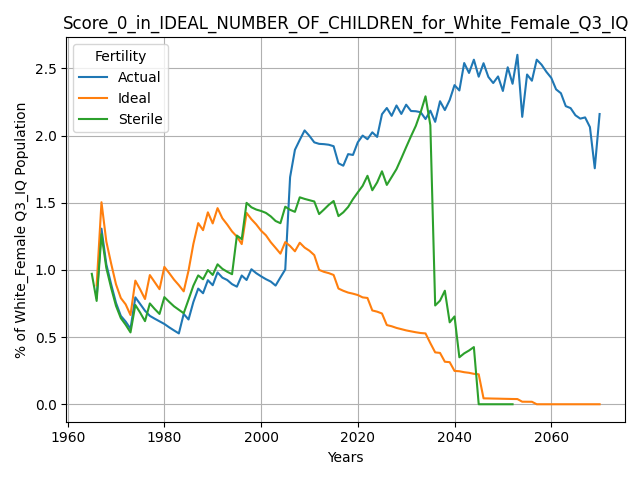 Score_0_in_IDEAL_NUMBER_OF_CHILDREN_for_White_Female_Q3_IQ
Fertility
Actual
Ideal
Sterile
% of White_Female Q3_IQ Population
2.5
2.0
1.5
1.0
0.5
0.0
1960 1980 2000 2020 2040 2060
Years